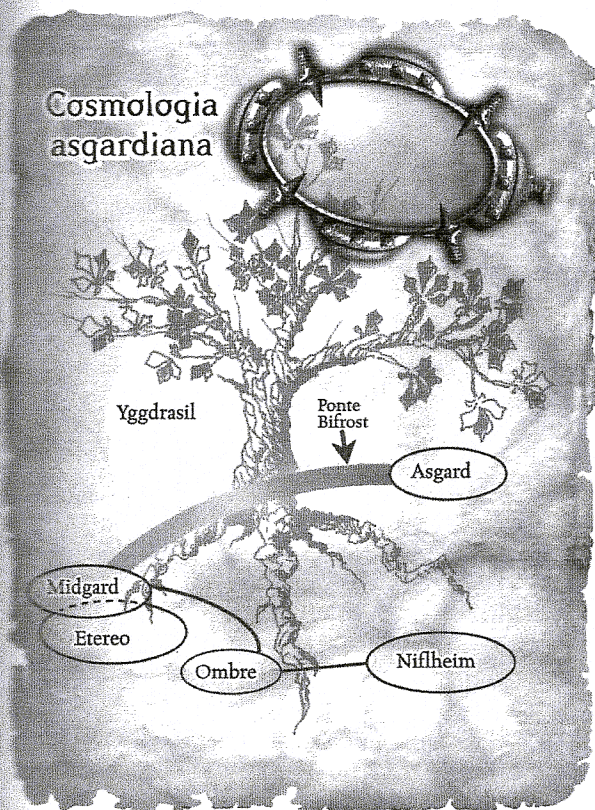 Cosmologia
asgardiana
Yggdrasil
Ponte
Bifrost
Asgard
Midgard
Etereo
Ombre
Niflheim